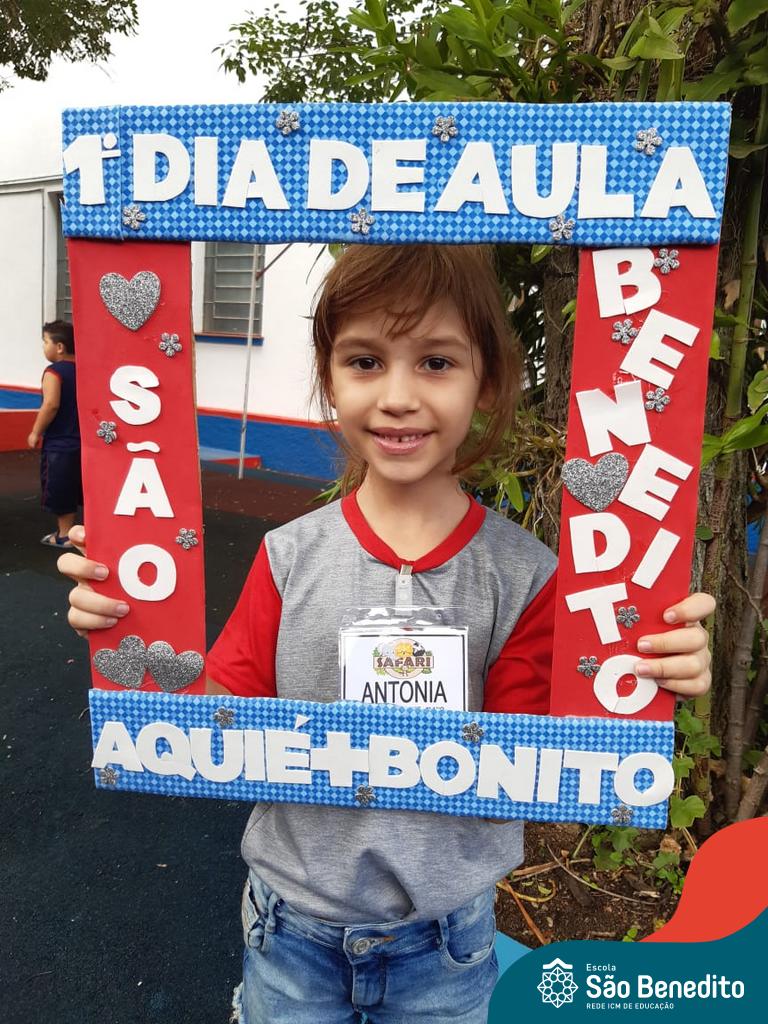 1º DIA DE AULA
SÃO
BENEDITO
SAFARI
ANTONIA
AQUI É + BONITO
Escola
São Benedito
REDE ICM DE EDUCAÇÃO